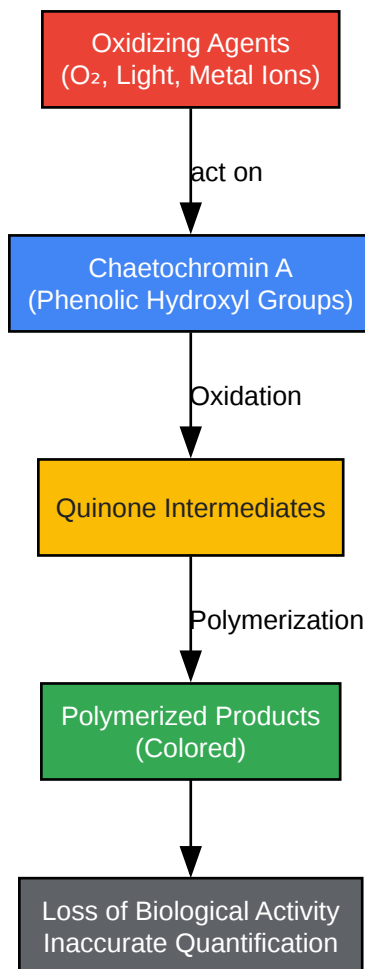 Oxidizing Agents
(O₂, Light, Metal Ions)
act on
Chaetochromin A
(Phenolic Hydroxyl Groups)
Oxidation
Quinone Intermediates
Polymerization
Polymerized Products
(Colored)
Loss of Biological Activity
Inaccurate Quantification